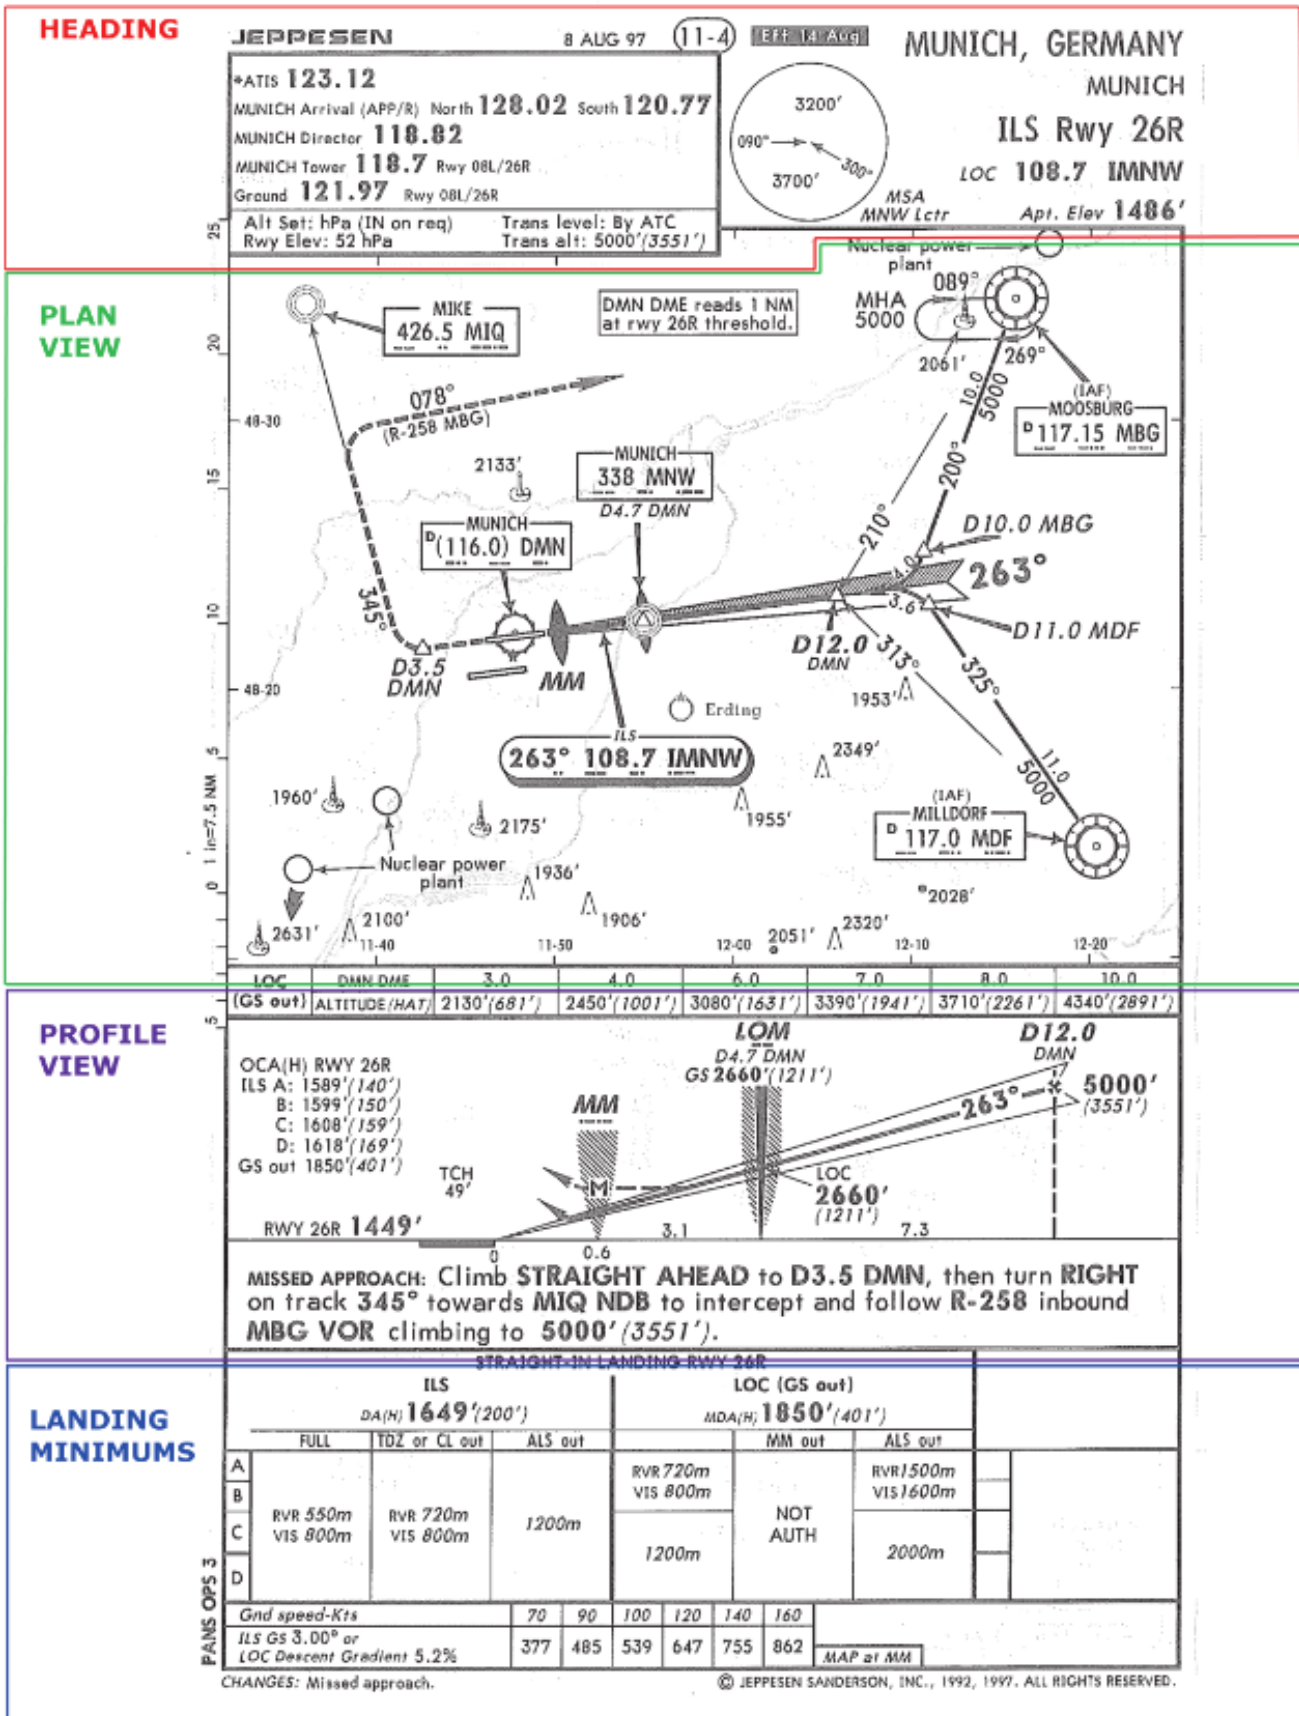 HEADING
JEPPESEN 8 AUG 97 11-4 Eff 14 Aug
MUNICH, GERMANY
MUNICH
ILS Rwy 26R
LOC 108.7 IMNW
Apt. Elev 1486'
*ATIS 123.12
MUNICH Arrival (APP/R) North 128.02 South 120.77
MUNICH Director 118.82
MUNICH Tower 118.7 Rwy 08L/26R
Ground 121.97 Rwy 08L/26R
Alt Set: hPa (IN on req) Trans level: By ATC
Rwy Elev: 52 hPa Trans alt: 5000'(3551')
3200'
090°
300°
3700'
MSA
MNW Lctr
PLAN
VIEW
25
20
15
10
5
0
1 in=7.5 NM
Nuclear power
plant
MIKE
426.5 MIQ
DMN DME reads 1 NM
at rwy 26R threshold.
MHA
5000
089°
2061'
269°
(IAF)
MOOSBURG
D 117.15 MBG
10.0
5000
200°
078°
(R-258 MBG)
48-30
2133'
MUNICH
338 MNW
D4.7 DMN
MUNICH
D (116.0) DMN
210°
D10.0 MBG
4.0
263°
3.6
D11.0 MDF
345°
D3.5
DMN
MM
D12.0
DMN
313°
325°
48-20
1953'
Erding
ILS
263° 108.7 IMNW
2349'
11.0
5000
1960'
2175'
1955'
(IAF)
MILLDORF
D 117.0 MDF
Nuclear power
plant
1936'
2028'
2100'
1906'
2320'
2631'
2051'
11-40 11-50 12-00 12-10 12-20
LOC DMN DME 3.0 4.0 6.0 7.0 8.0 10.0
(GS out) ALTITUDE(HAT) 2130'(681') 2450'(1001') 3080'(1631') 3390'(1941') 3710'(2261') 4340'(2891')
PROFILE
VIEW
5
OCA(H) RWY 26R
ILS A: 1589'(140')
B: 1599'(150')
C: 1608'(159')
D: 1618'(169')
GS out 1850'(401')
MM
LOM
D4.7 DMN
GS 2660'(1211')
D12.0
DMN
263°
5000'
(3551')
TCH
49'
M
LOC
2660'
(1211')
RWY 26R 1449'
3.1 7.3
0 0.6
MISSED APPROACH: Climb STRAIGHT AHEAD to D3.5 DMN, then turn RIGHT
on track 345° towards MIQ NDB to intercept and follow R-258 inbound
MBG VOR climbing to 5000'(3551').
STRAIGHT-IN LANDING RWY 26R
LANDING
MINIMUMS
ILS LOC (GS out)
DA(H) 1649'(200') MDA(H) 1850'(401')
FULL TDZ or CL out ALS out MM out ALS out
A
B
C
D
RVR 550m
VIS 800m
RVR 720m
VIS 800m
1200m
RVR 720m
VIS 800m
1200m
NOT
AUTH
RVR 1500m
VIS 1600m
2000m
PANS OPS 3
Gnd speed-Kts 70 90 100 120 140 160
ILS GS 3.00° or
LOC Descent Gradient 5.2% 377 485 539 647 755 862
MAP at MM
CHANGES: Missed approach. © JEPPESEN SANDERSON, INC., 1992, 1997. ALL RIGHTS RESERVED.